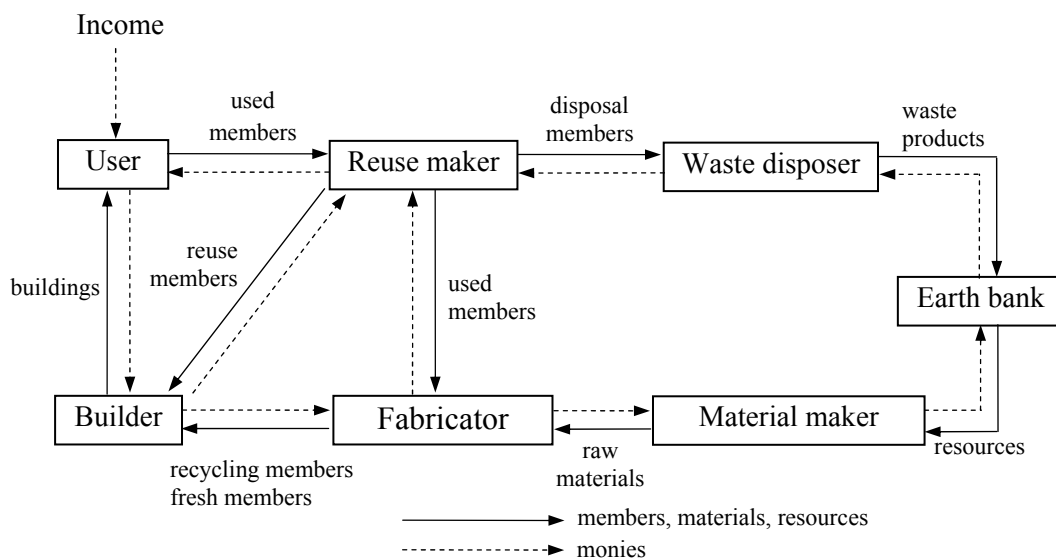 Income
used
members
disposal
members
waste
products
User
Reuse maker
Waste disposer
reuse
members
buildings
used
members
Earth bank
Builder
Fabricator
Material maker
recycling members
fresh members
raw
materials
resources
members, materials, resources
monies